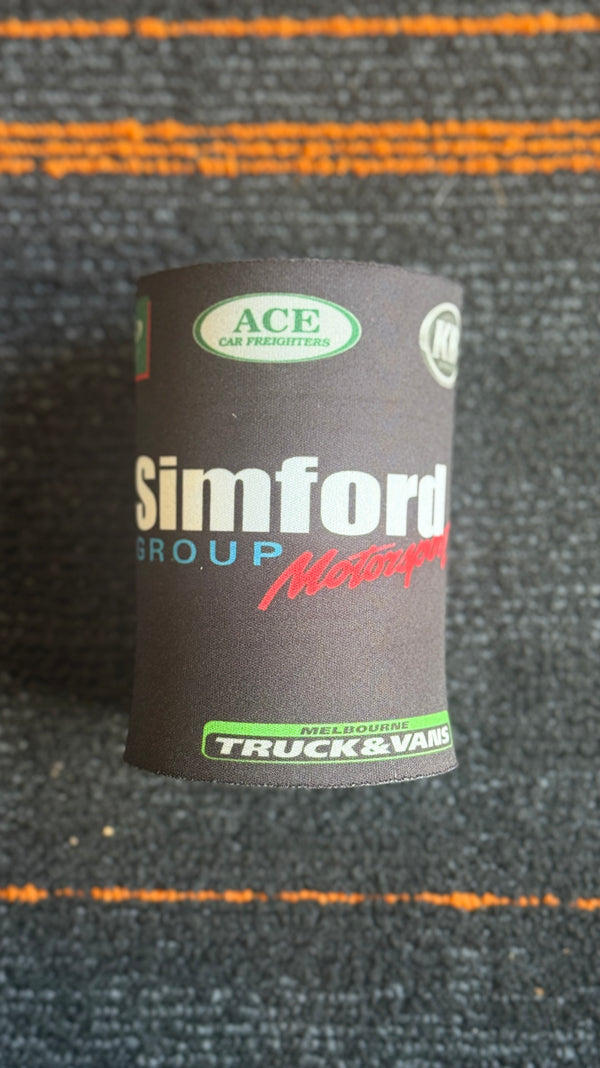 ACE
CAR FREIGHTERS
Simford
GROUP
Motorsport
MELBOURNE
TRUCK&VANS